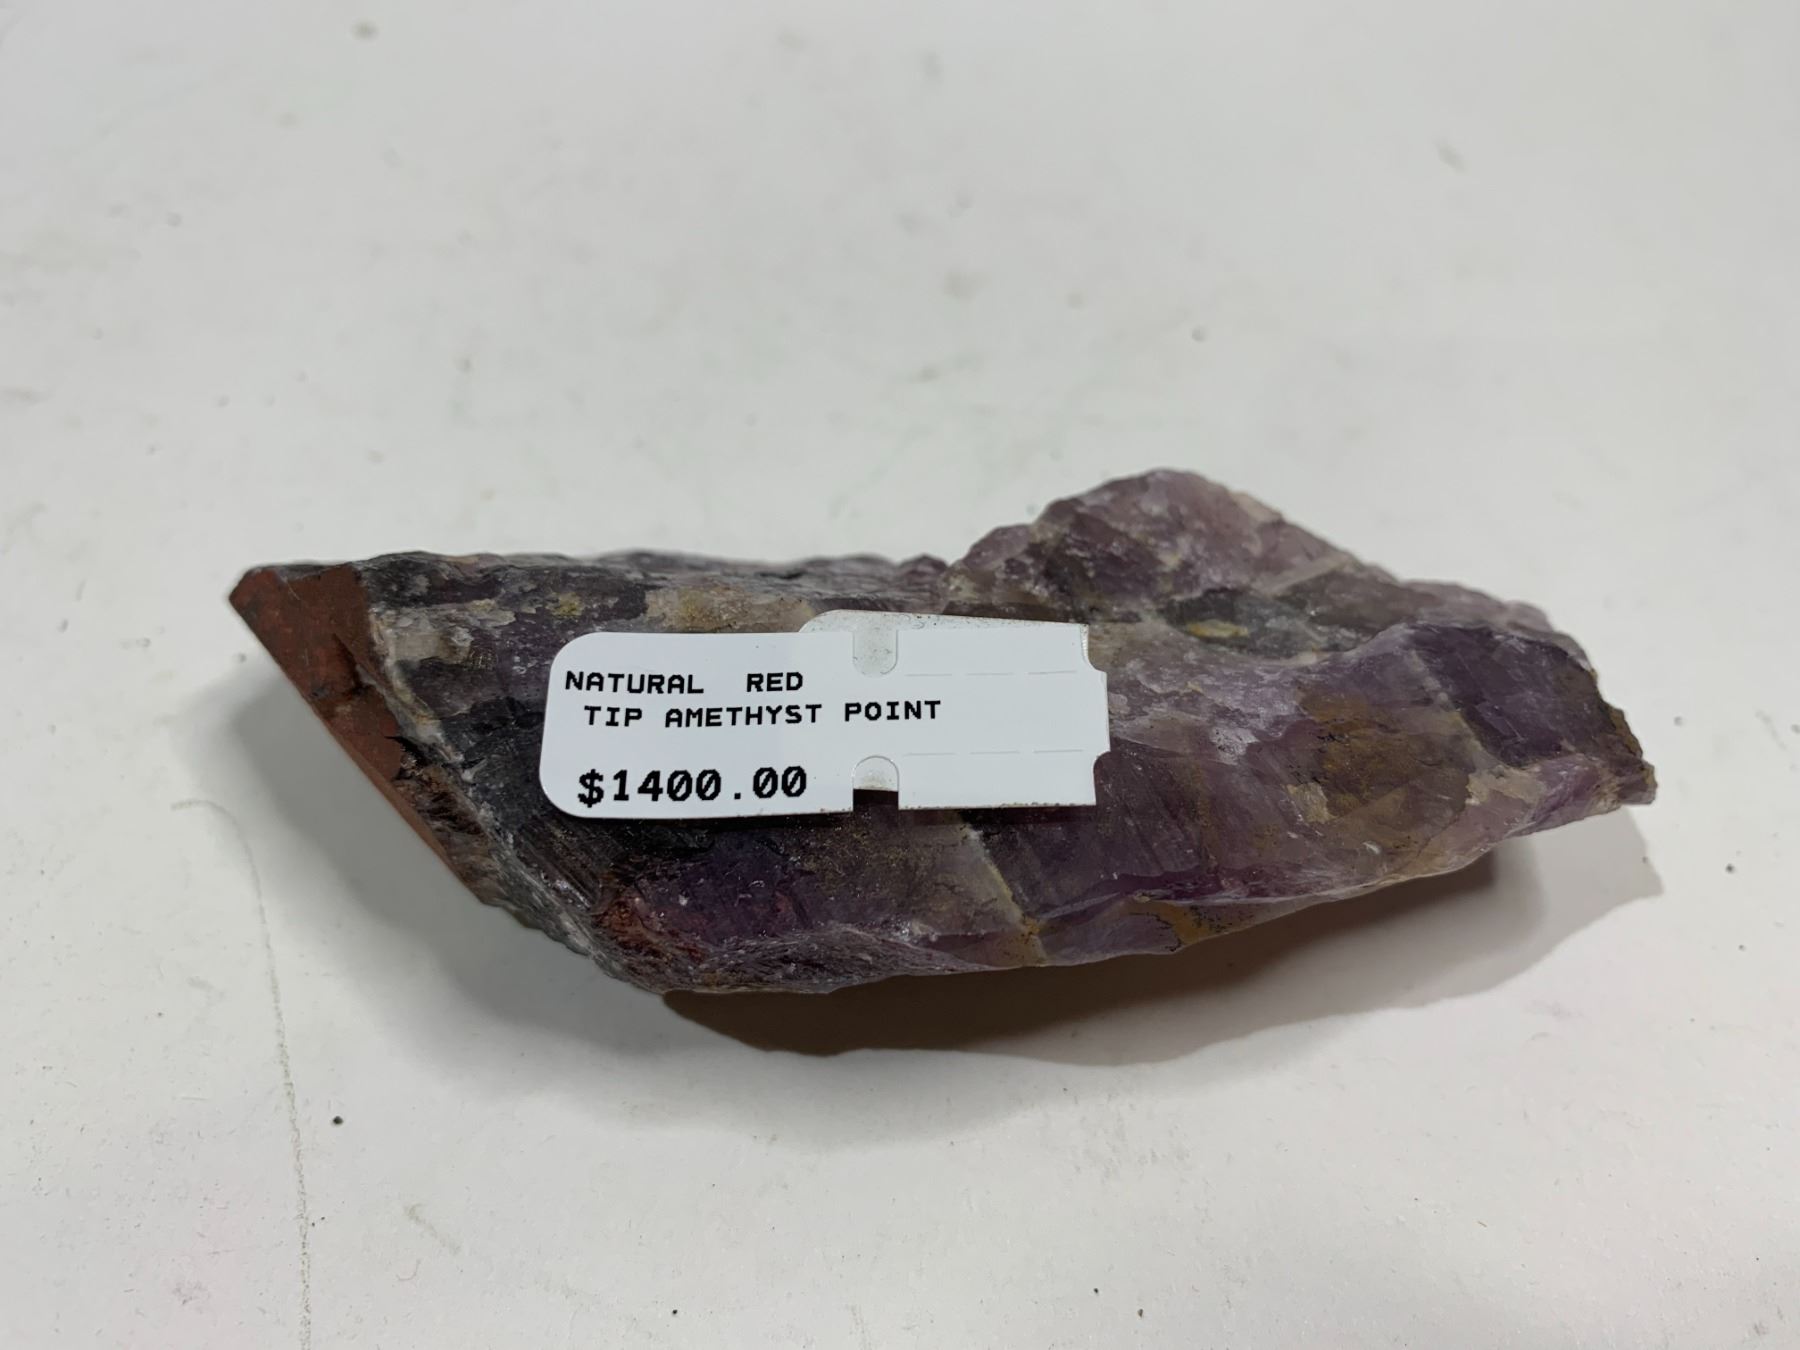 NATURAL RED
TIP AMETHYST POINT
$1400.00